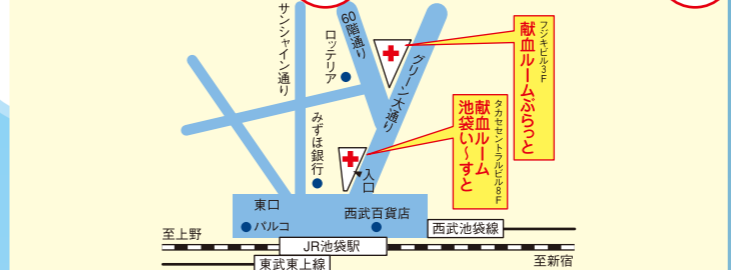 サンシャイン通り
60階通り
ロッテリア
グリーン大通り
フジキビル3F
献血ルームぷらっと
タカセセントラルビル8F
献血ルーム
池袋い~すと
みずほ銀行
入口
東口
パルコ
西武百貨店
西武池袋線
至上野
JR池袋駅
至新宿
東武東上線